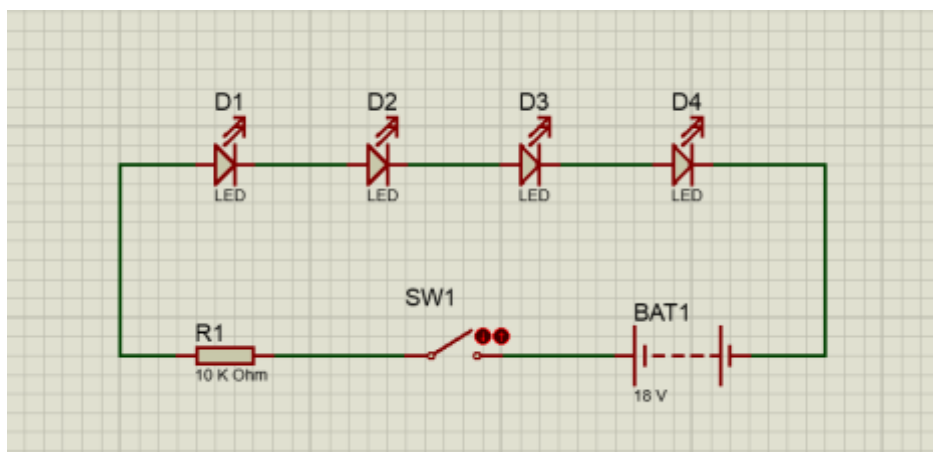 D1 D2 D3 D4
LED LED LED LED
SW1
BAT1
R1
10 K Ohm
18 V